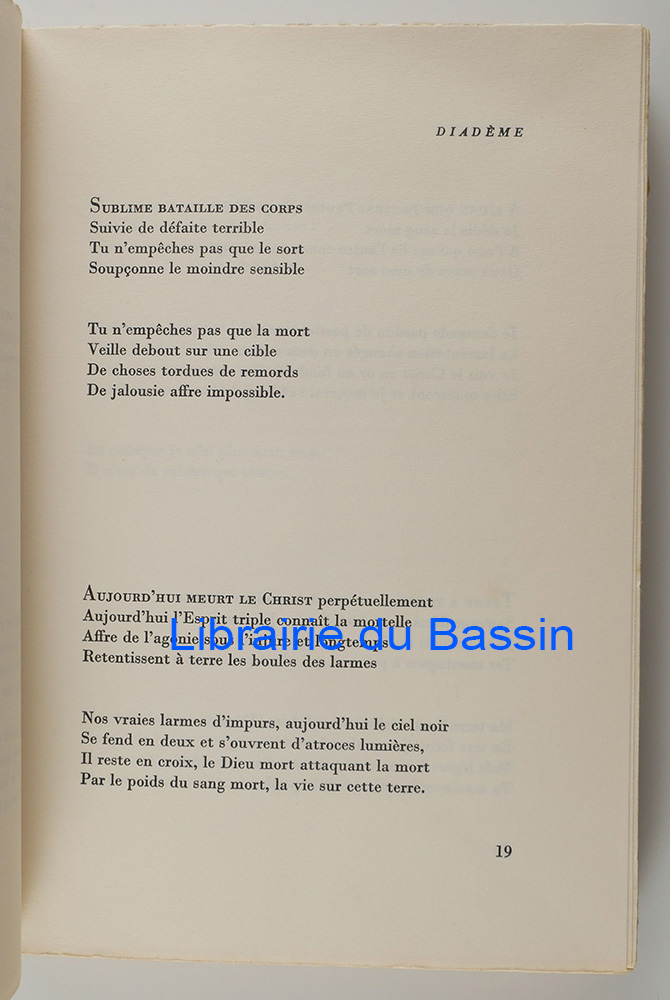 DIADÈME
SUBLIME BATAILLE DES CORPS
Suivie de défaite terrible
Tu n'empêches pas que le sort
Soupçonne le moindre sensible
Tu n'empêches pas que la mort
Veille debout sur une cible
De choses tordues de remords
De jalousie affre impossible.
AUJOURD'HUI MEURT LE CHRIST perpétuellement
Aujourd'hui l'Esprit triple connaît la mortelle
Affre de l'agonie sous et longtemps
Librairie du Bassin
Retentissent à terre les boules des larmes
Nos vraies larmes d'impurs, aujourd'hui le ciel noir
Se fend en deux et s'ouvrent d'atroces lumières,
Il reste en croix, le Dieu mort attaquant la mort
Par le poids du sang mort, la vie sur cette terre.
19